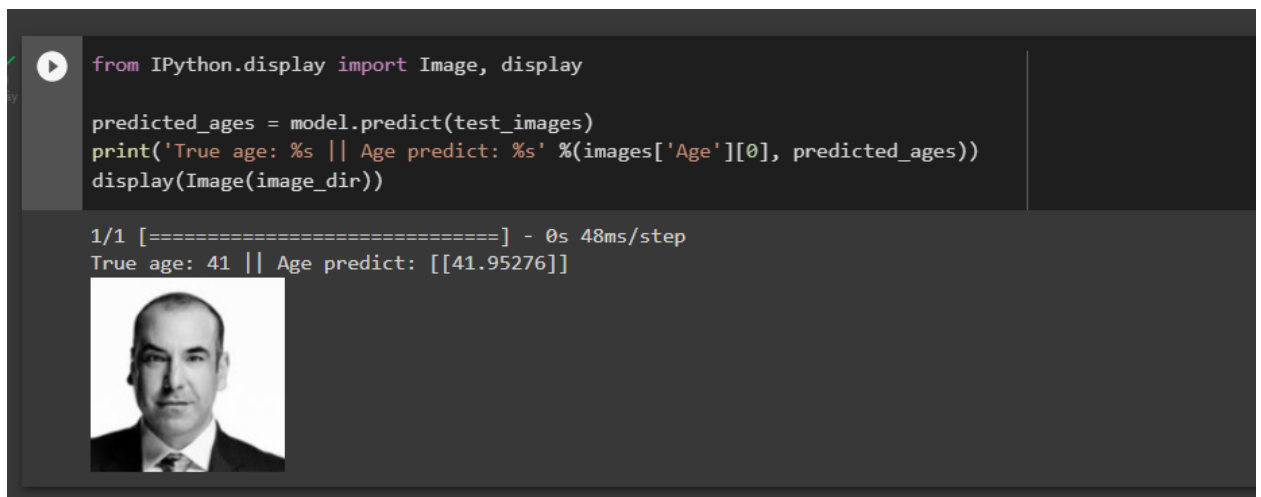 from IPython.display import Image, display
predicted_ages = model.predict(test_images)
print('True age: %s || Age predict: %s' %(images['Age'][0], predicted_ages))
display(Image(image_dir))
1/1 [==============================] - 0s 48ms/step
True age: 41 || Age predict: [[41.95276]]